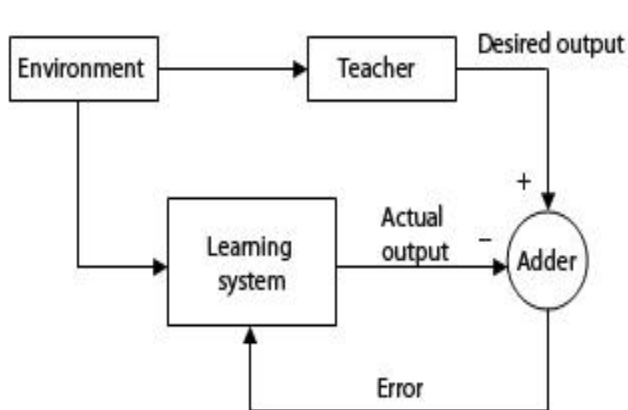 Desired output
Environment
Teacher
+
Actual
output
−
Learning
system
Adder
Error